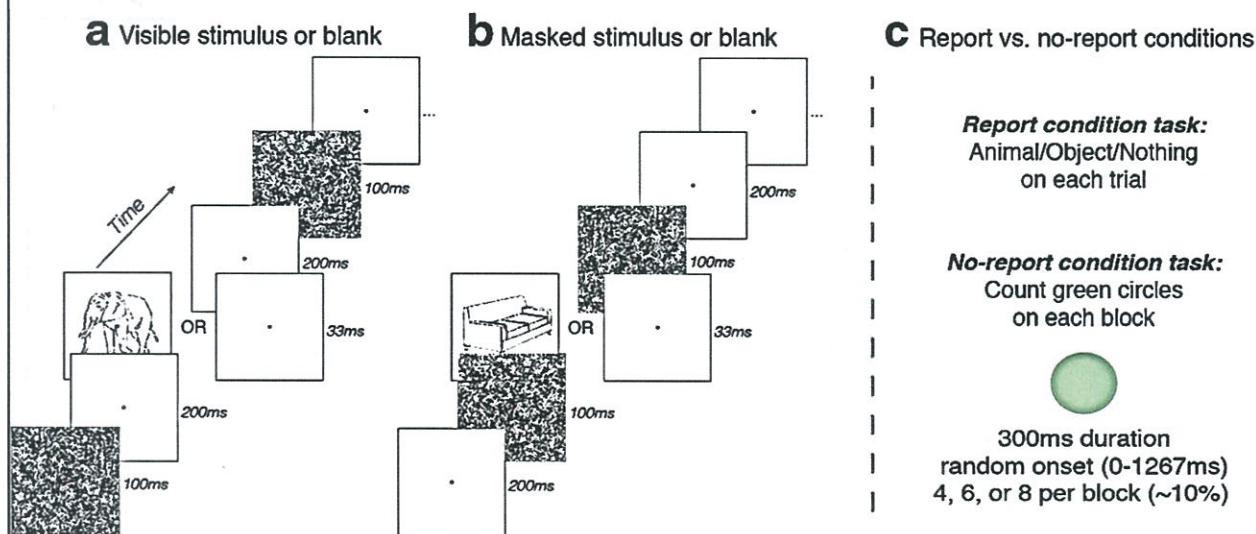 a Visible stimulus or blank
...
100ms
Time
200ms
OR
33ms
200ms
100ms
b Masked stimulus or blank
...
200ms
100ms
OR
33ms
100ms
200ms
c Report vs. no-report conditions
Report condition task:
Animal/Object/Nothing
on each trial
No-report condition task:
Count green circles
on each block
300ms duration
random onset (0-1267ms)
4, 6, or 8 per block (~10%)